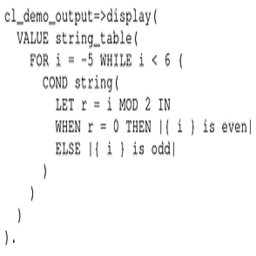 cl_demo_output=>display(
VALUE string_table(
FOR i = -5 WHILE i < 6 (
COND string(
LET r = i MOD 2 IN
WHEN r = 0 THEN |{ i } is even|
ELSE |{ i } is odd|
)
)
)
).